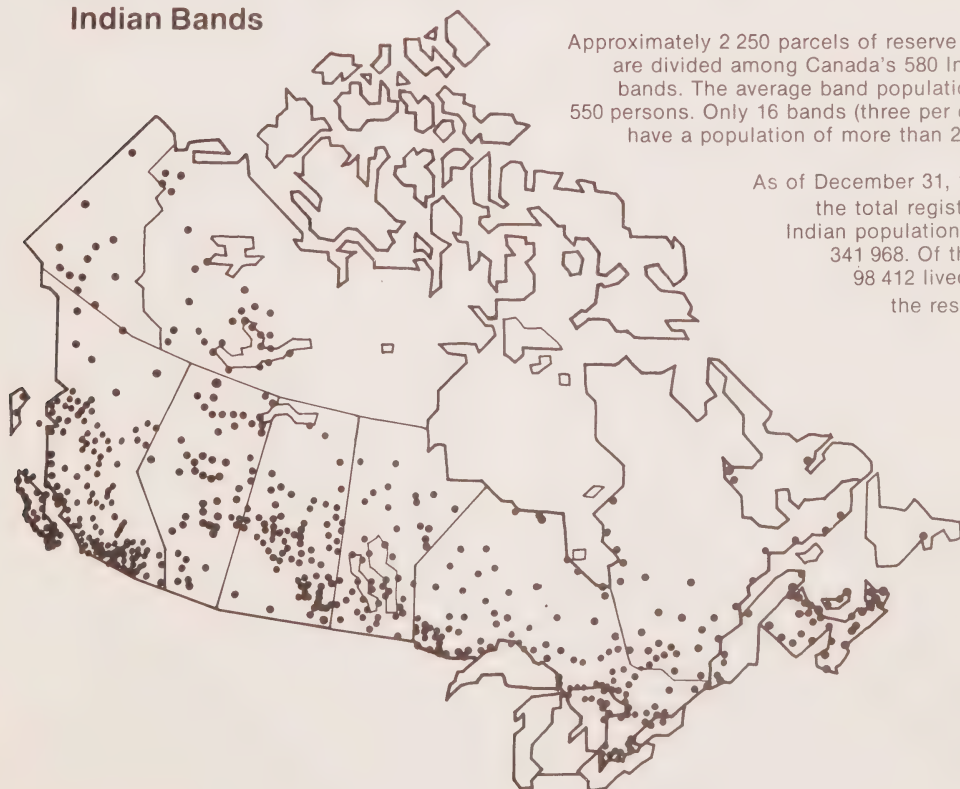 Indian Bands
Approximately 2 250 parcels of reserve
are divided among Canada's 580 In
bands. The average band populatio
550 persons. Only 16 bands (three per
have a population of more than 2
As of December 31,
the total regist
Indian population
341 968. Of th
98 412 lived
the res